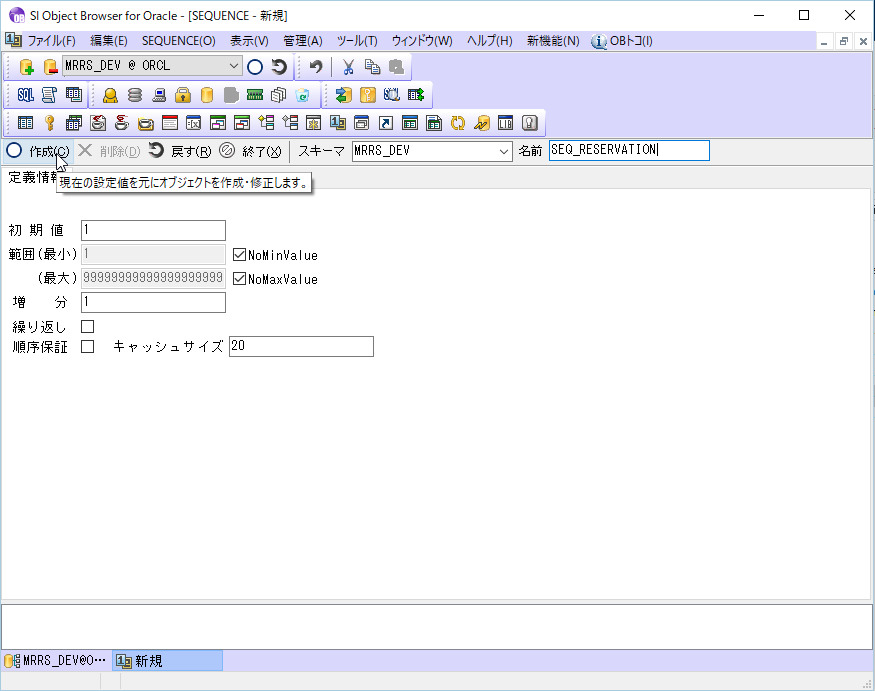 SI Object Browser for Oracle - [SEQUENCE - 新規]
ファイル(F) 編集(E) SEQUENCE(O) 表示(V) 管理(A) ツール(T) ウィンドウ(W) ヘルプ(H) 新機能(N) OBトコ(I)
MRRS_DEV @ ORCL
SQL
作成(C) 削除(D) 戻す(R) 終了(X) スキーマ MRRS_DEV 名前 SEQ_RESERVATION
定義情報
現在の設定値を元にオブジェクトを作成・修正します。
初期値 1
範囲(最小) 1 NoMinValue
(最大) 99999999999999999999 NoMaxValue
増 分 1
繰り返し
順序保証 キャッシュサイズ 20
MRRS_DEV@O… 新規